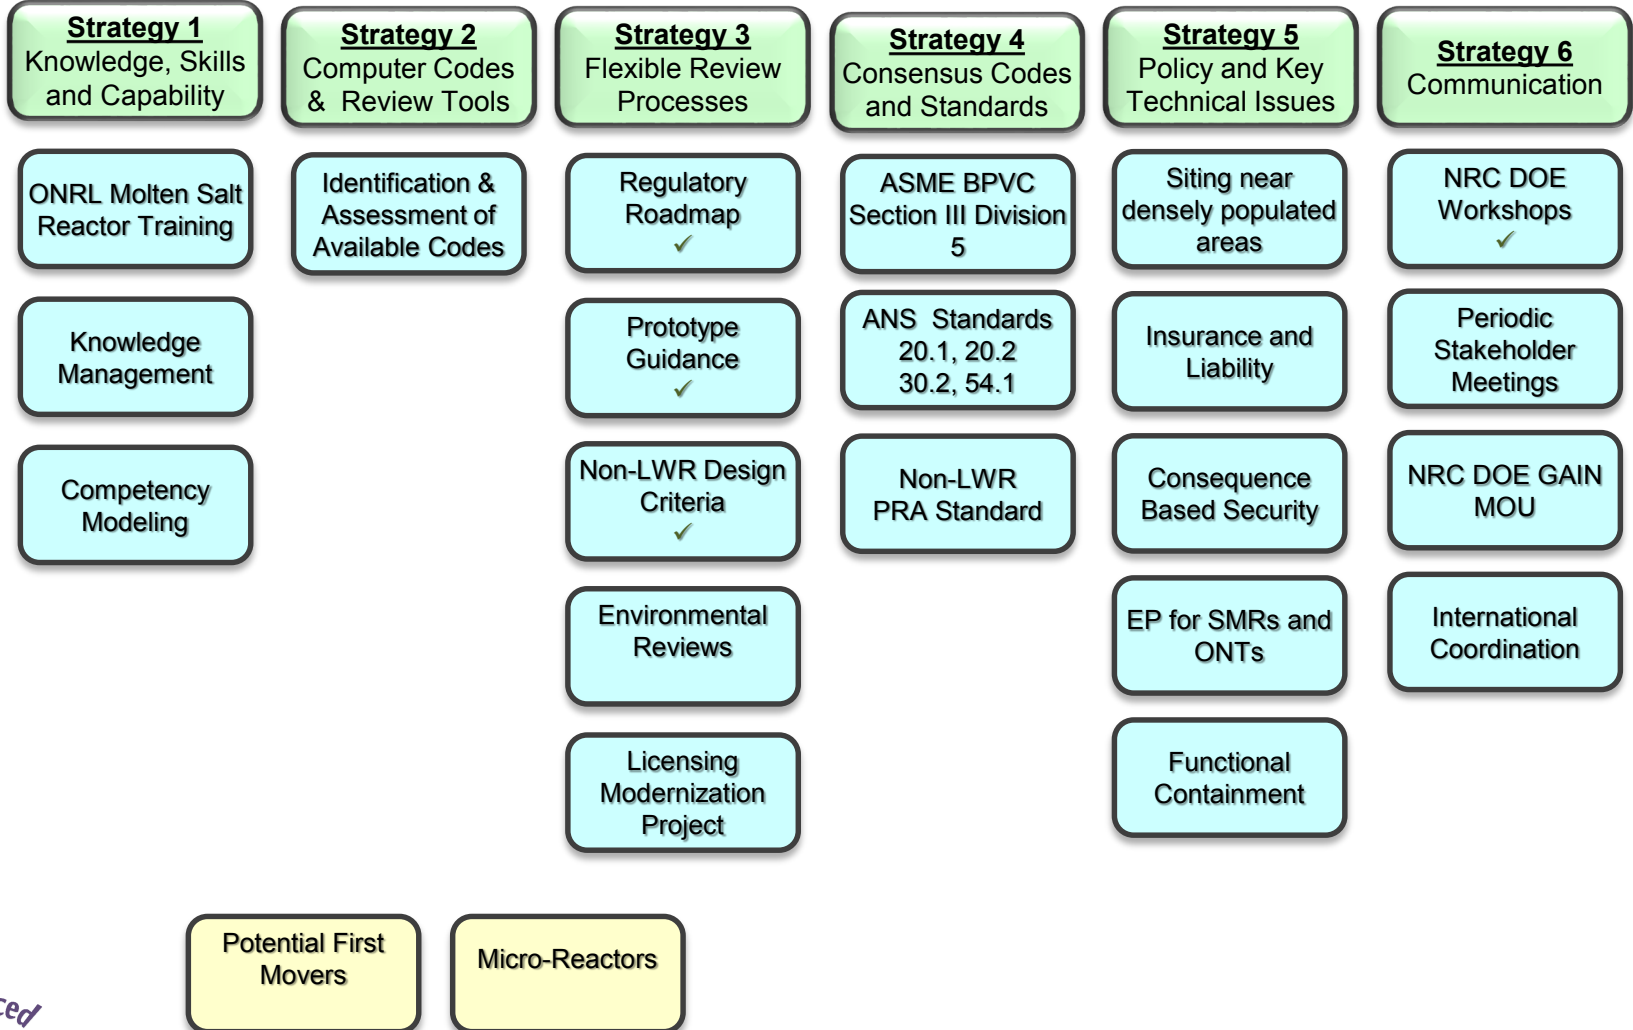 Strategy 1
Knowledge, Skills
and Capability
ONRL Molten Salt
Reactor Training
Knowledge
Management
Competency
Modeling
Strategy 2
Computer Codes
& Review Tools
Identification &
Assessment of
Available Codes
Strategy 3
Flexible Review
Processes
Regulatory
Roadmap
✓
Prototype
Guidance
✓
Non-LWR Design
Criteria
✓
Environmental
Reviews
Licensing
Modernization
Project
Strategy 4
Consensus Codes
and Standards
ASME BPVC
Section III Division
5
ANS Standards
20.1, 20.2
30.2, 54.1
Non-LWR
PRA Standard
Strategy 5
Policy and Key
Technical Issues
Siting near
densely populated
areas
Insurance and
Liability
Consequence
Based Security
EP for SMRs and
ONTs
Functional
Containment
Strategy 6
Communication
NRC DOE
Workshops
✓
Periodic
Stakeholder
Meetings
NRC DOE GAIN
MOU
International
Coordination
Potential First
Movers
Micro-Reactors